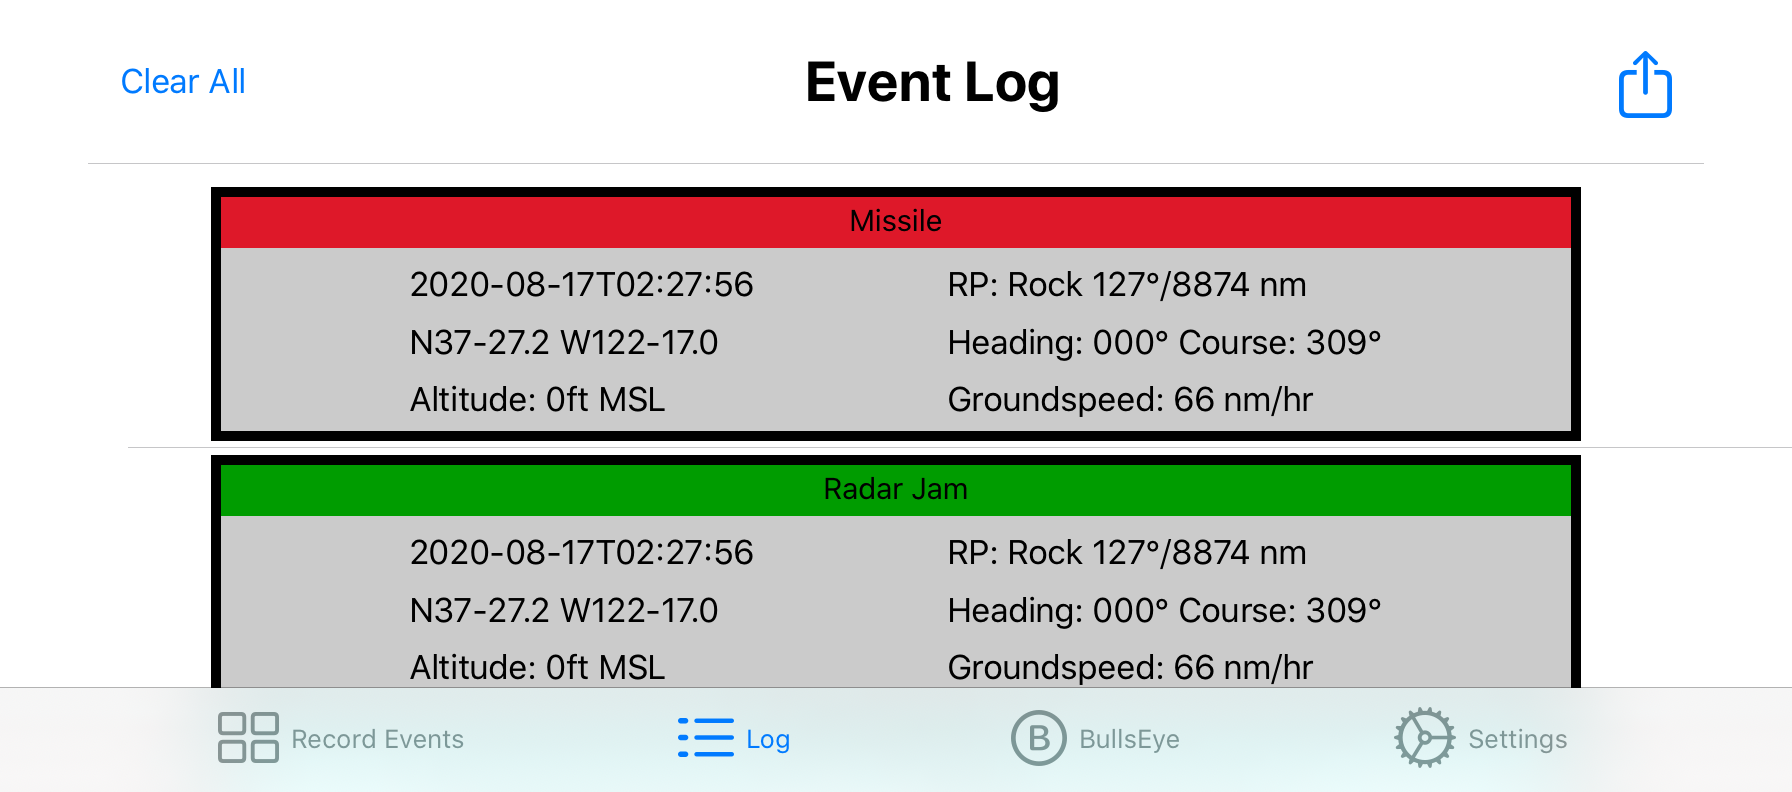 Clear All
Event Log
Missile
2020-08-17T02:27:56
RP: Rock 127°/8874 nm
N37-27.2 W122-17.0
Heading: 000° Course: 309°
Altitude: 0ft MSL
Groundspeed: 66 nm/hr
Radar Jam
2020-08-17T02:27:56
RP: Rock 127°/8874 nm
N37-27.2 W122-17.0
Heading: 000° Course: 309°
Altitude: 0ft MSL
Groundspeed: 66 nm/hr
Record Events
Log
B
BullsEye
Settings